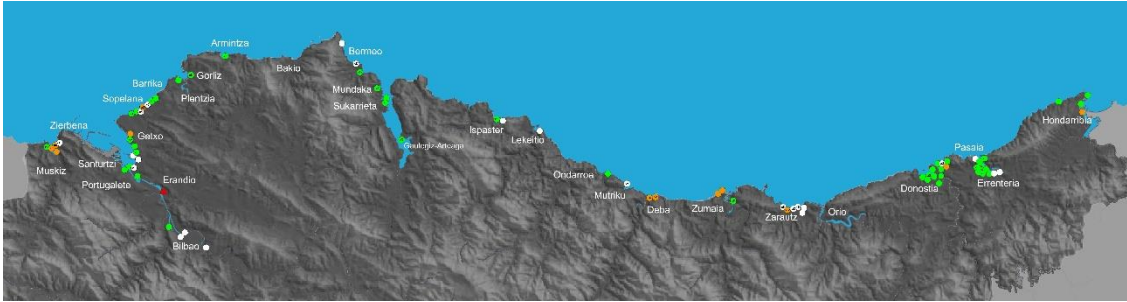 Armintza
Bermeo
Bakio
Gorliz
Barrika
Plentzia
Mundaka
Sopelana
Sukarrieta
Zierbena
Ispaster
Hondarribia
Getxo
Lekeitio
Gautegiz-Arteaga
Pasaia
Santurtzi
Muskiz
Erandio
Ondarroa
Portugalete
Donostia
Errenteria
Mutriku
Deba
Zumaia
Zarautz
Orio
Bilbao